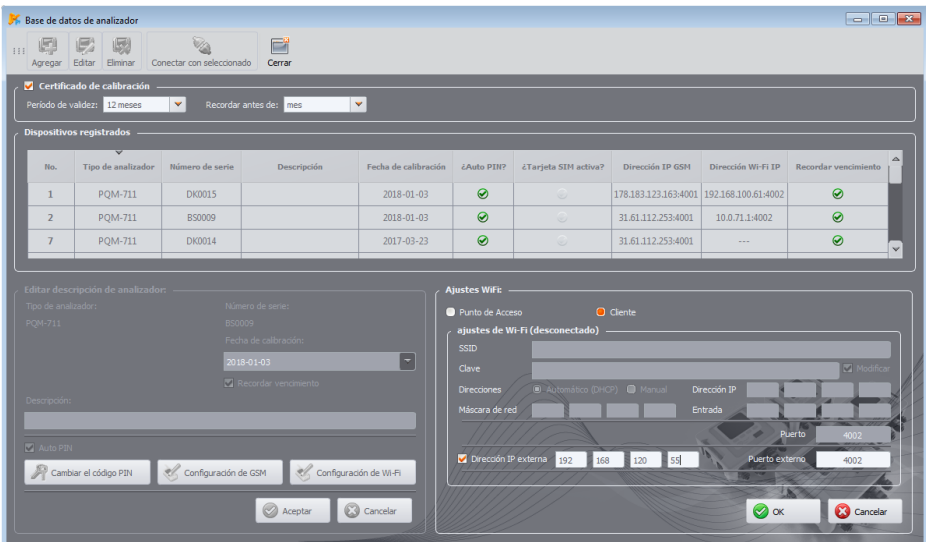 Base de datos de analizador
Agregar Editar Eliminar Conectar con seleccionado Cerrar
Certificado de calibración
Período de validez: 12 meses Recordar antes de: mes
Dispositivos registrados
No. Tipo de analizador Número de serie Descripción Fecha de calibración ¿Auto PIN? ¿Tarjeta SIM activa? Dirección IP GSM Dirección Wi-Fi IP Recordar vencimiento
1 PQM-711 DK0015 2018-01-03 178.183.123.163:4001 192.168.100.61:4002
2 PQM-711 BS0009 2018-01-03 31.61.112.253:4001 10.0.71.1:4002
7 PQM-711 DK0014 2017-03-23 31.61.112.253:4001 ---
Editar descripción de analizador:
Tipo de analizador: Número de serie:
PQM-711 BS0009
Fecha de calibración:
2018-01-03
Recordar vencimiento
Descripción:
Auto PIN
Cambiar el código PIN Configuración de GSM Configuración de Wi-Fi
Aceptar Cancelar
Ajustes WiFi:
Punto de Acceso Cliente
ajustes de Wi-Fi (desconectado)
SSID
Clave Modificar
Direcciones Automático (DHCP) Manual Dirección IP
Máscara de red Entrada
Puerto 4002
Dirección IP externa 192 168 120 55 Puerto externo 4002
OK Cancelar